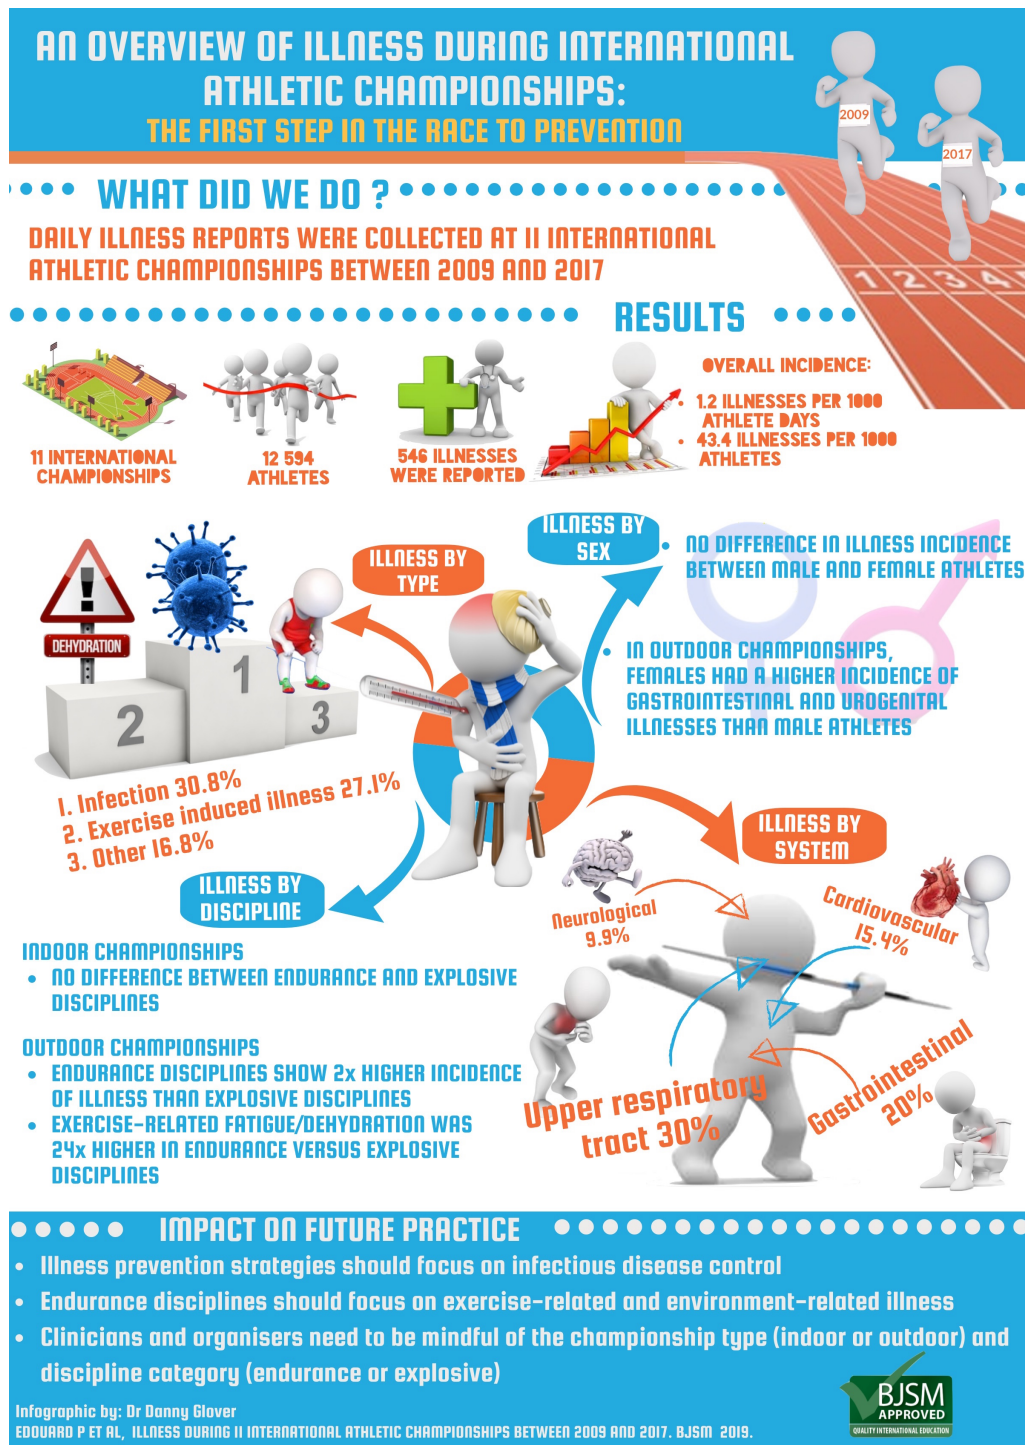 AN OVERVIEW OF ILLNESS DURING INTERNATIONAL
ATHLETIC CHAMPIONSHIPS:
THE FIRST STEP IN THE RACE TO PREVENTION
2009
2017
WHAT DID WE DO ?
DAILY ILLNESS REPORTS WERE COLLECTED AT 11 INTERNATIONAL
ATHLETIC CHAMPIONSHIPS BETWEEN 2009 AND 2017
1 2 3 4
RESULTS
11 INTERNATIONAL
CHAMPIONSHIPS
12 594
ATHLETES
546 ILLNESSES
WERE REPORTED
OVERALL INCIDENCE:
• 1.2 ILLNESSES PER 1000
ATHLETE DAYS
• 43.4 ILLNESSES PER 1000
ATHLETES
ILLNESS BY
TYPE
DEHYDRATION
1
2
3
1. Infection 30.8%
2. Exercise induced illness 27.1%
3. Other 16.8%
ILLNESS BY
SEX
• NO DIFFERENCE IN ILLNESS INCIDENCE
BETWEEN MALE AND FEMALE ATHLETES
• IN OUTDOOR CHAMPIONSHIPS,
FEMALES HAD A HIGHER INCIDENCE OF
GASTROINTESTINAL AND UROGENITAL
ILLNESSES THAN MALE ATHLETES
ILLNESS BY
DISCIPLINE
INDOOR CHAMPIONSHIPS
• NO DIFFERENCE BETWEEN ENDURANCE AND EXPLOSIVE
DISCIPLINES
OUTDOOR CHAMPIONSHIPS
• ENDURANCE DISCIPLINES SHOW 2x HIGHER INCIDENCE
OF ILLNESS THAN EXPLOSIVE DISCIPLINES
• EXERCISE-RELATED FATIGUE/DEHYDRATION WAS
24x HIGHER IN ENDURANCE VERSUS EXPLOSIVE
DISCIPLINES
ILLNESS BY
SYSTEM
Neurological
9.9%
Cardiovascular
15.4%
Upper respiratory
tract 30%
Gastrointestinal
20%
IMPACT ON FUTURE PRACTICE
• Illness prevention strategies should focus on infectious disease control
• Endurance disciplines should focus on exercise-related and environment-related illness
• Clinicians and organisers need to be mindful of the championship type (indoor or outdoor) and
discipline category (endurance or explosive)
Infographic by: Dr Danny Glover
EDOUARD P ET AL, ILLNESS DURING 11 INTERNATIONAL ATHLETIC CHAMPIONSHIPS BETWEEN 2009 AND 2017. BJSM 2019.
BJSM
APPROVED
QUALITY INTERNATIONAL EDUCATION